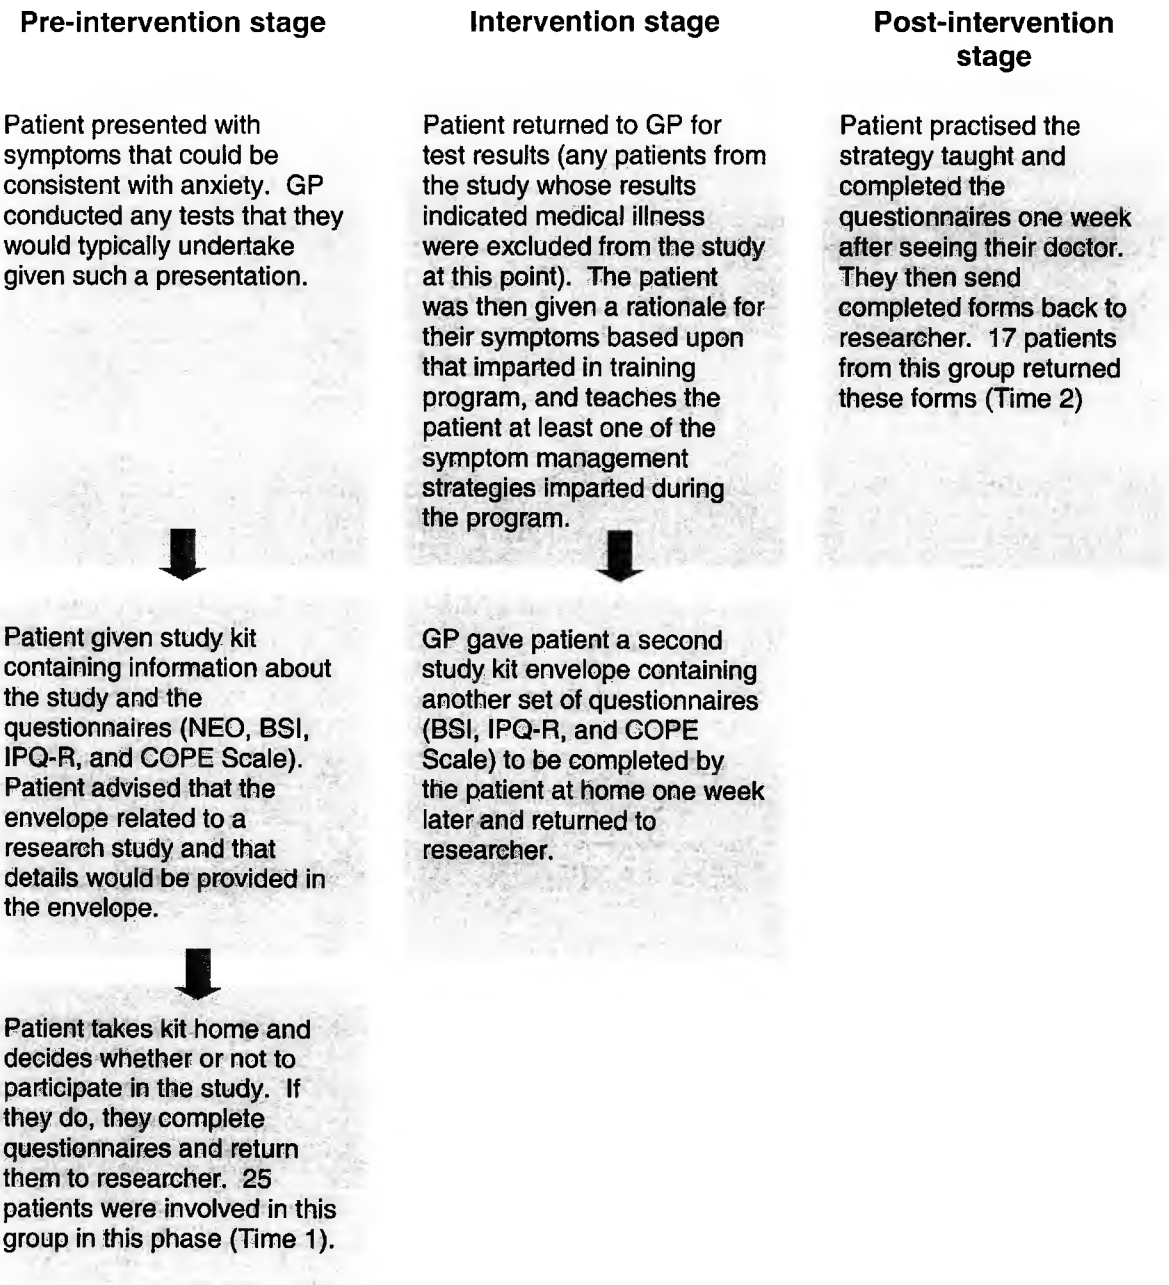 Pre-intervention stage
Patient presented with
symptoms that could be
consistent with anxiety.  GP
conducted any tests that they
would typically undertake
given such a presentation.
Patient given study kit
containing information about
the study and the
questionnaires (NEO, BSI,
IPQ-R, and COPE Scale).
Patient advised that the
envelope related to a
research study and that
details would be provided in
the envelope.
Patient takes kit home and
decides whether or not to
participate in the study.  If
they do, they complete
questionnaires and return
them to researcher.  25
patients were involved in this
group in this phase (Time 1).
Intervention stage
Patient returned to GP for
test results (any patients from
the study whose results
indicated medical illness
were excluded from the study
at this point).  The patient
was then given a rationale for
their symptoms based upon
that imparted in training
program, and teaches the
patient at least one of the
symptom management
strategies imparted during
the program.
GP gave patient a second
study kit envelope containing
another set of questionnaires
(BSI, IPQ-R, and COPE
Scale) to be completed by
the patient at home one week
later and returned to
researcher.
Post-intervention
stage
Patient practised the
strategy taught and
completed the
questionnaires one week
after seeing their doctor.
They then send
completed forms back to
researcher.  17 patients
from this group returned
these forms (Time 2)